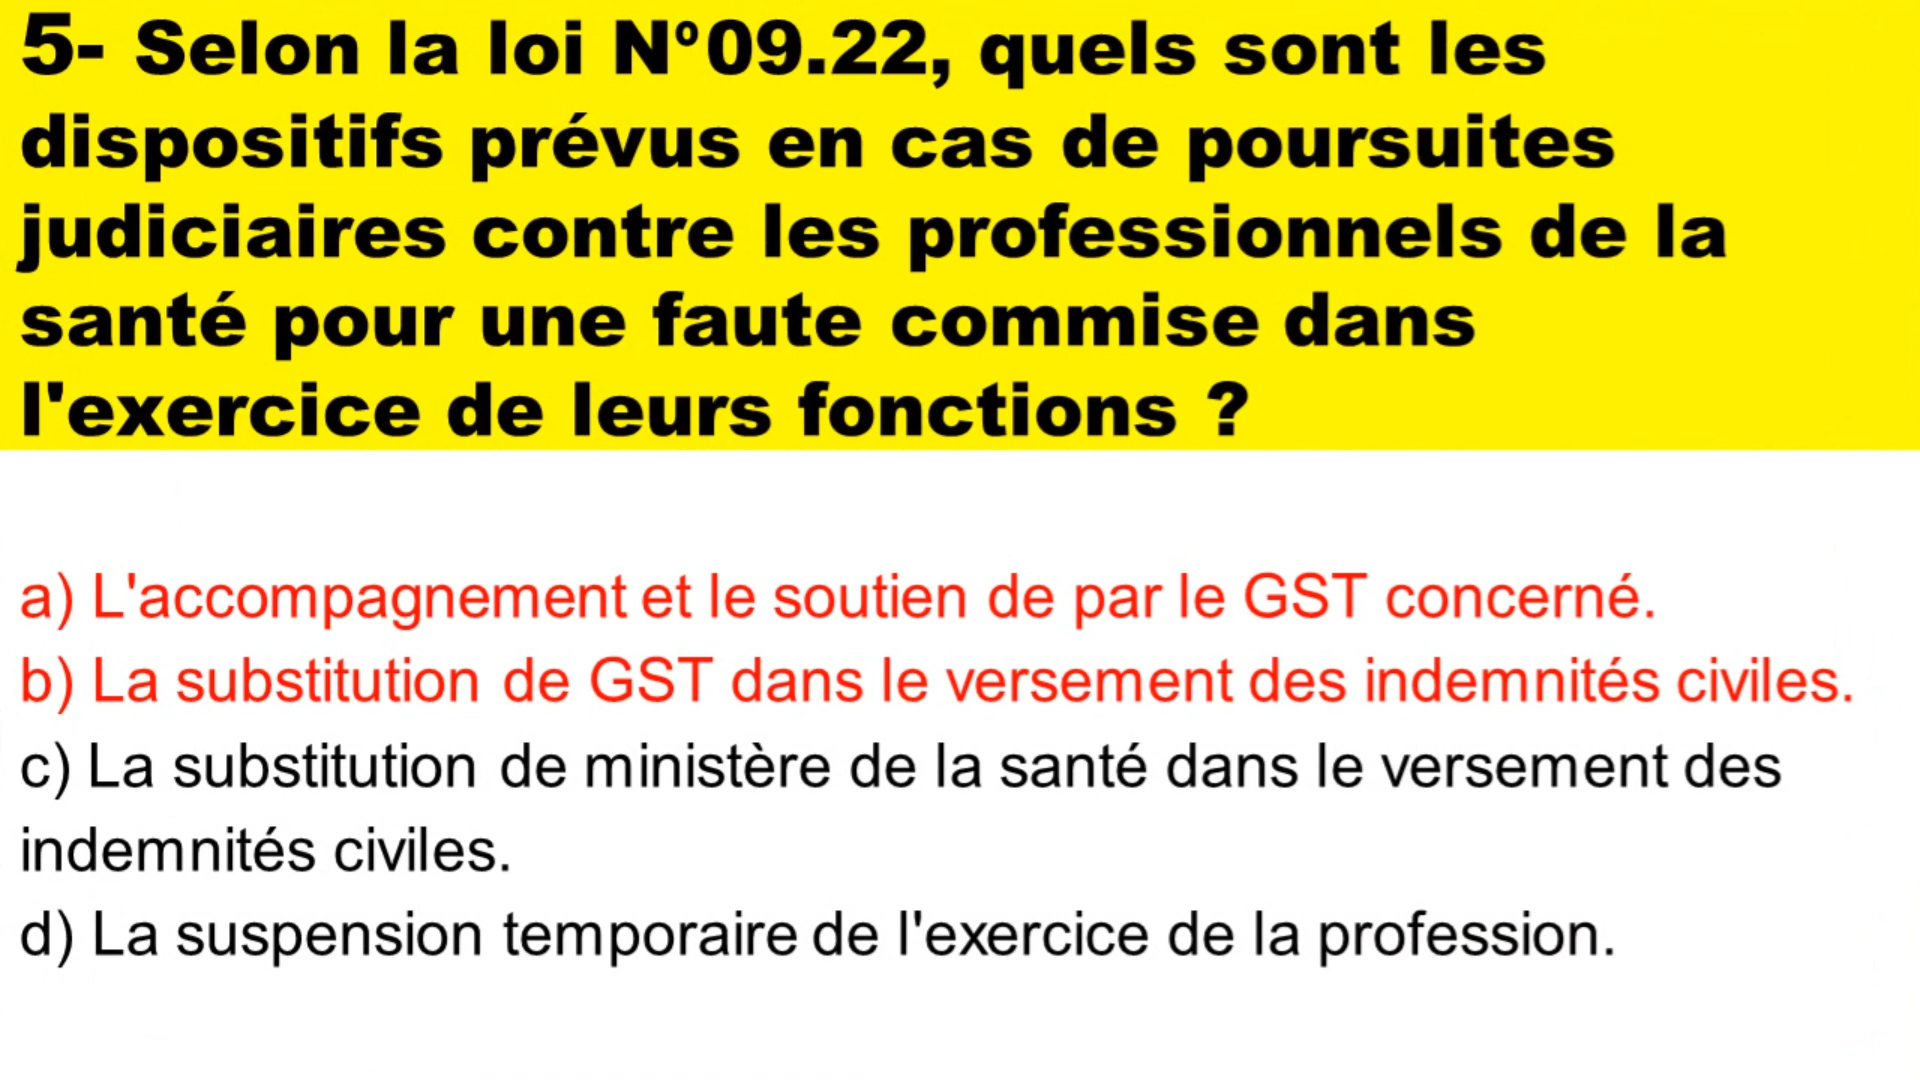 5- Selon la loi N°09.22, quels sont les
dispositifs prévus en cas de poursuites
judiciaires contre les professionnels de la
santé pour une faute commise dans
l'exercice de leurs fonctions ?
a) L'accompagnement et le soutien de par le GST concerné.
b) La substitution de GST dans le versement des indemnités civiles.
c) La substitution de ministère de la santé dans le versement des
indemnités civiles.
d) La suspension temporaire de l'exercice de la profession.